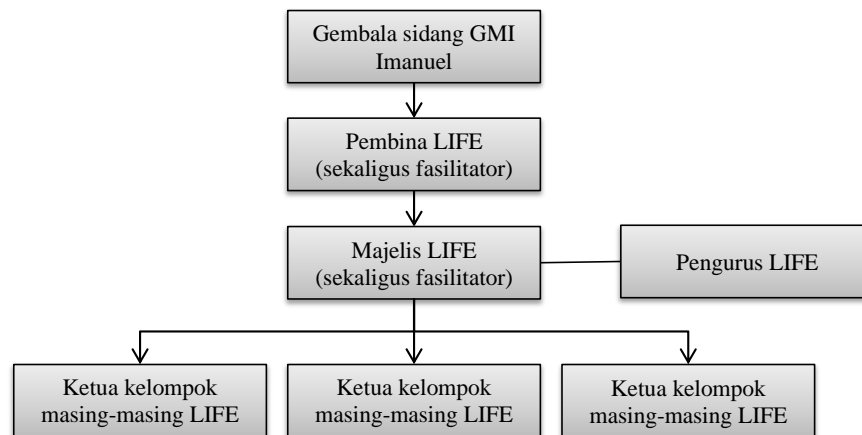 Gembala sidang GMI
Imanuel
Pembina LIFE
(sekaligus fasilitator)
Majelis LIFE
(sekaligus fasilitator)
Pengurus LIFE
Ketua kelompok
masing-masing LIFE
Ketua kelompok
masing-masing LIFE
Ketua kelompok
masing-masing LIFE